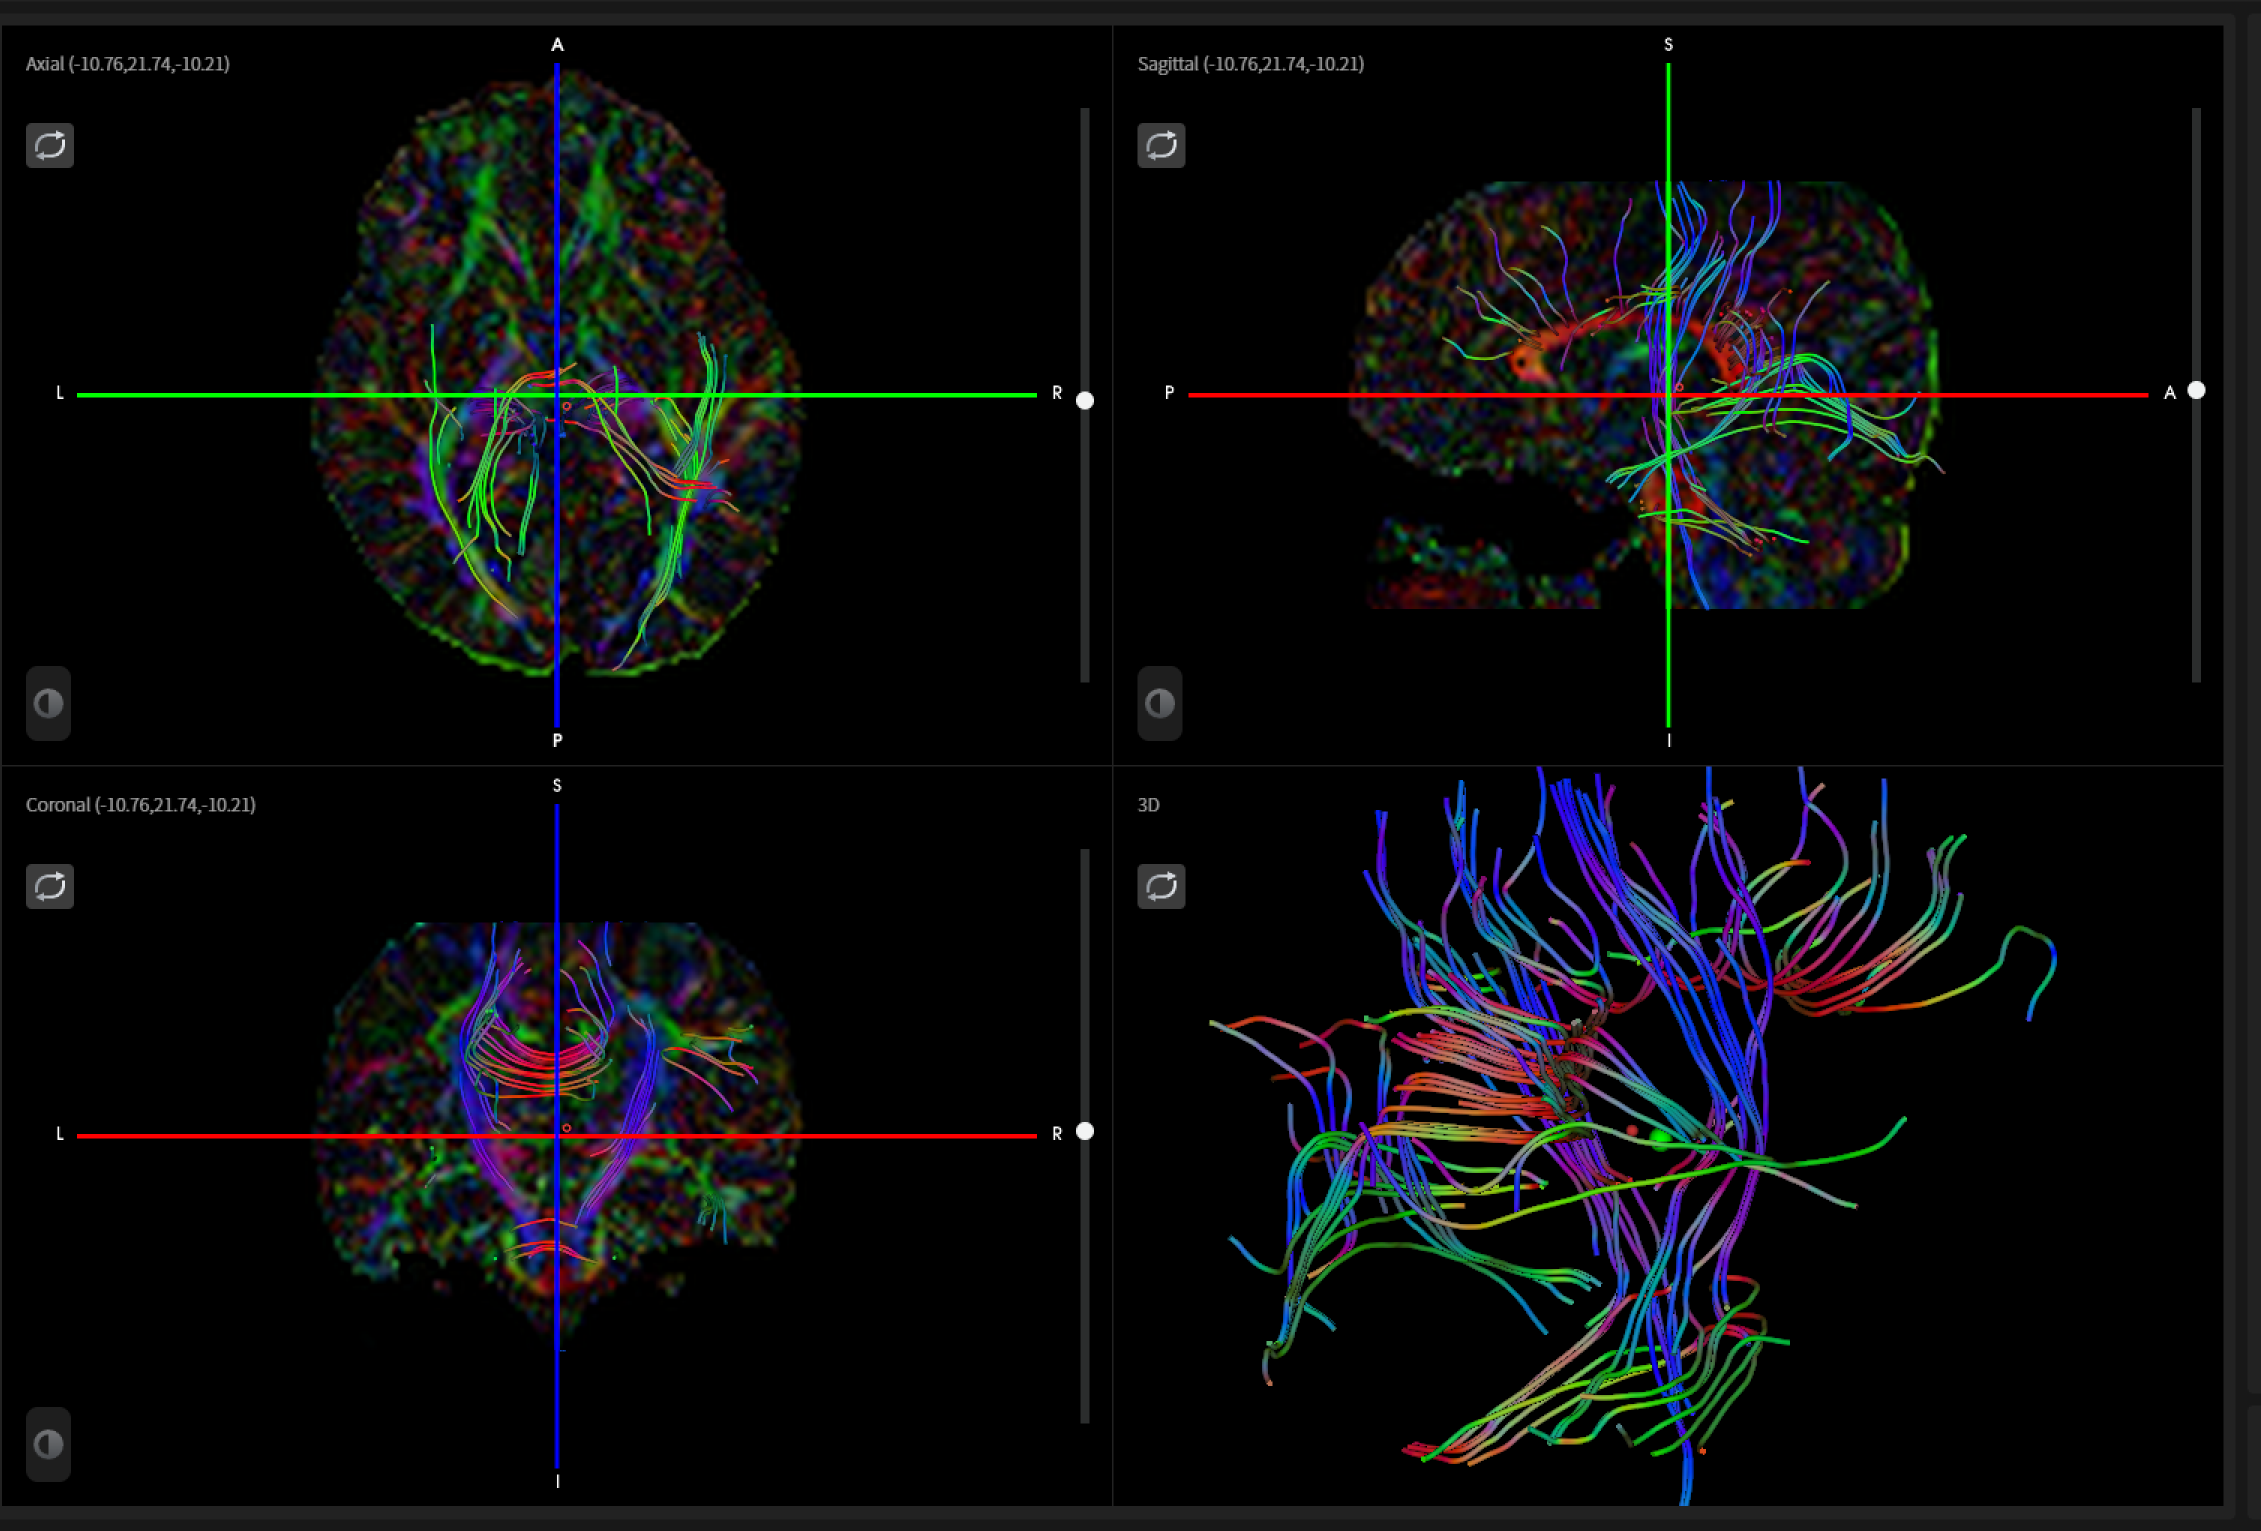 A
Axial (-10.76,21.74,-10.21)
L
R
P
S
Sagittal (-10.76,21.74,-10.21)
P
A
I
S
Coronal (-10.76,21.74,-10.21)
L
R
I
3D